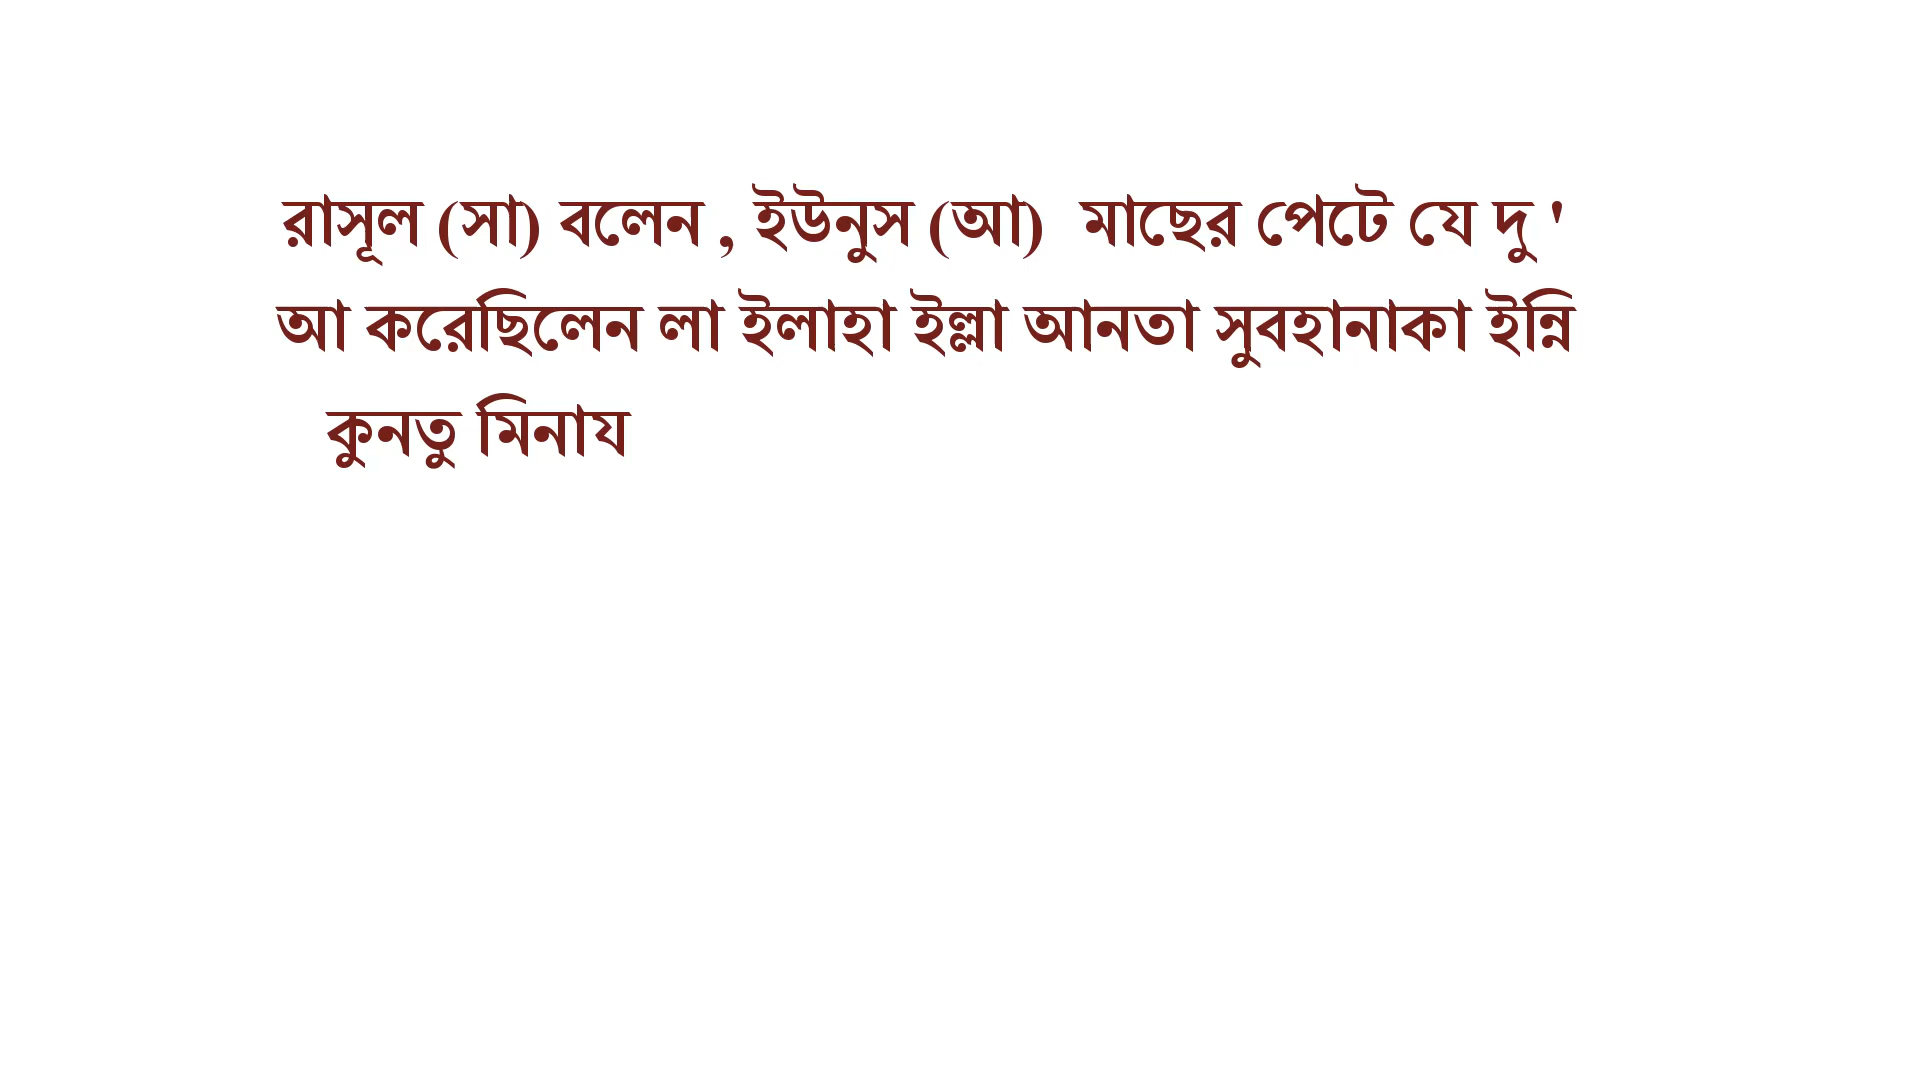 রাসূল (সা) বলেন , ইউনুস (আ)  মাছের পেটে যে দু '
আ করেছিলেন লা ইলাহা ইল্লা আনতা সুবহানাকা ইন্নি
কুনতু মিনায